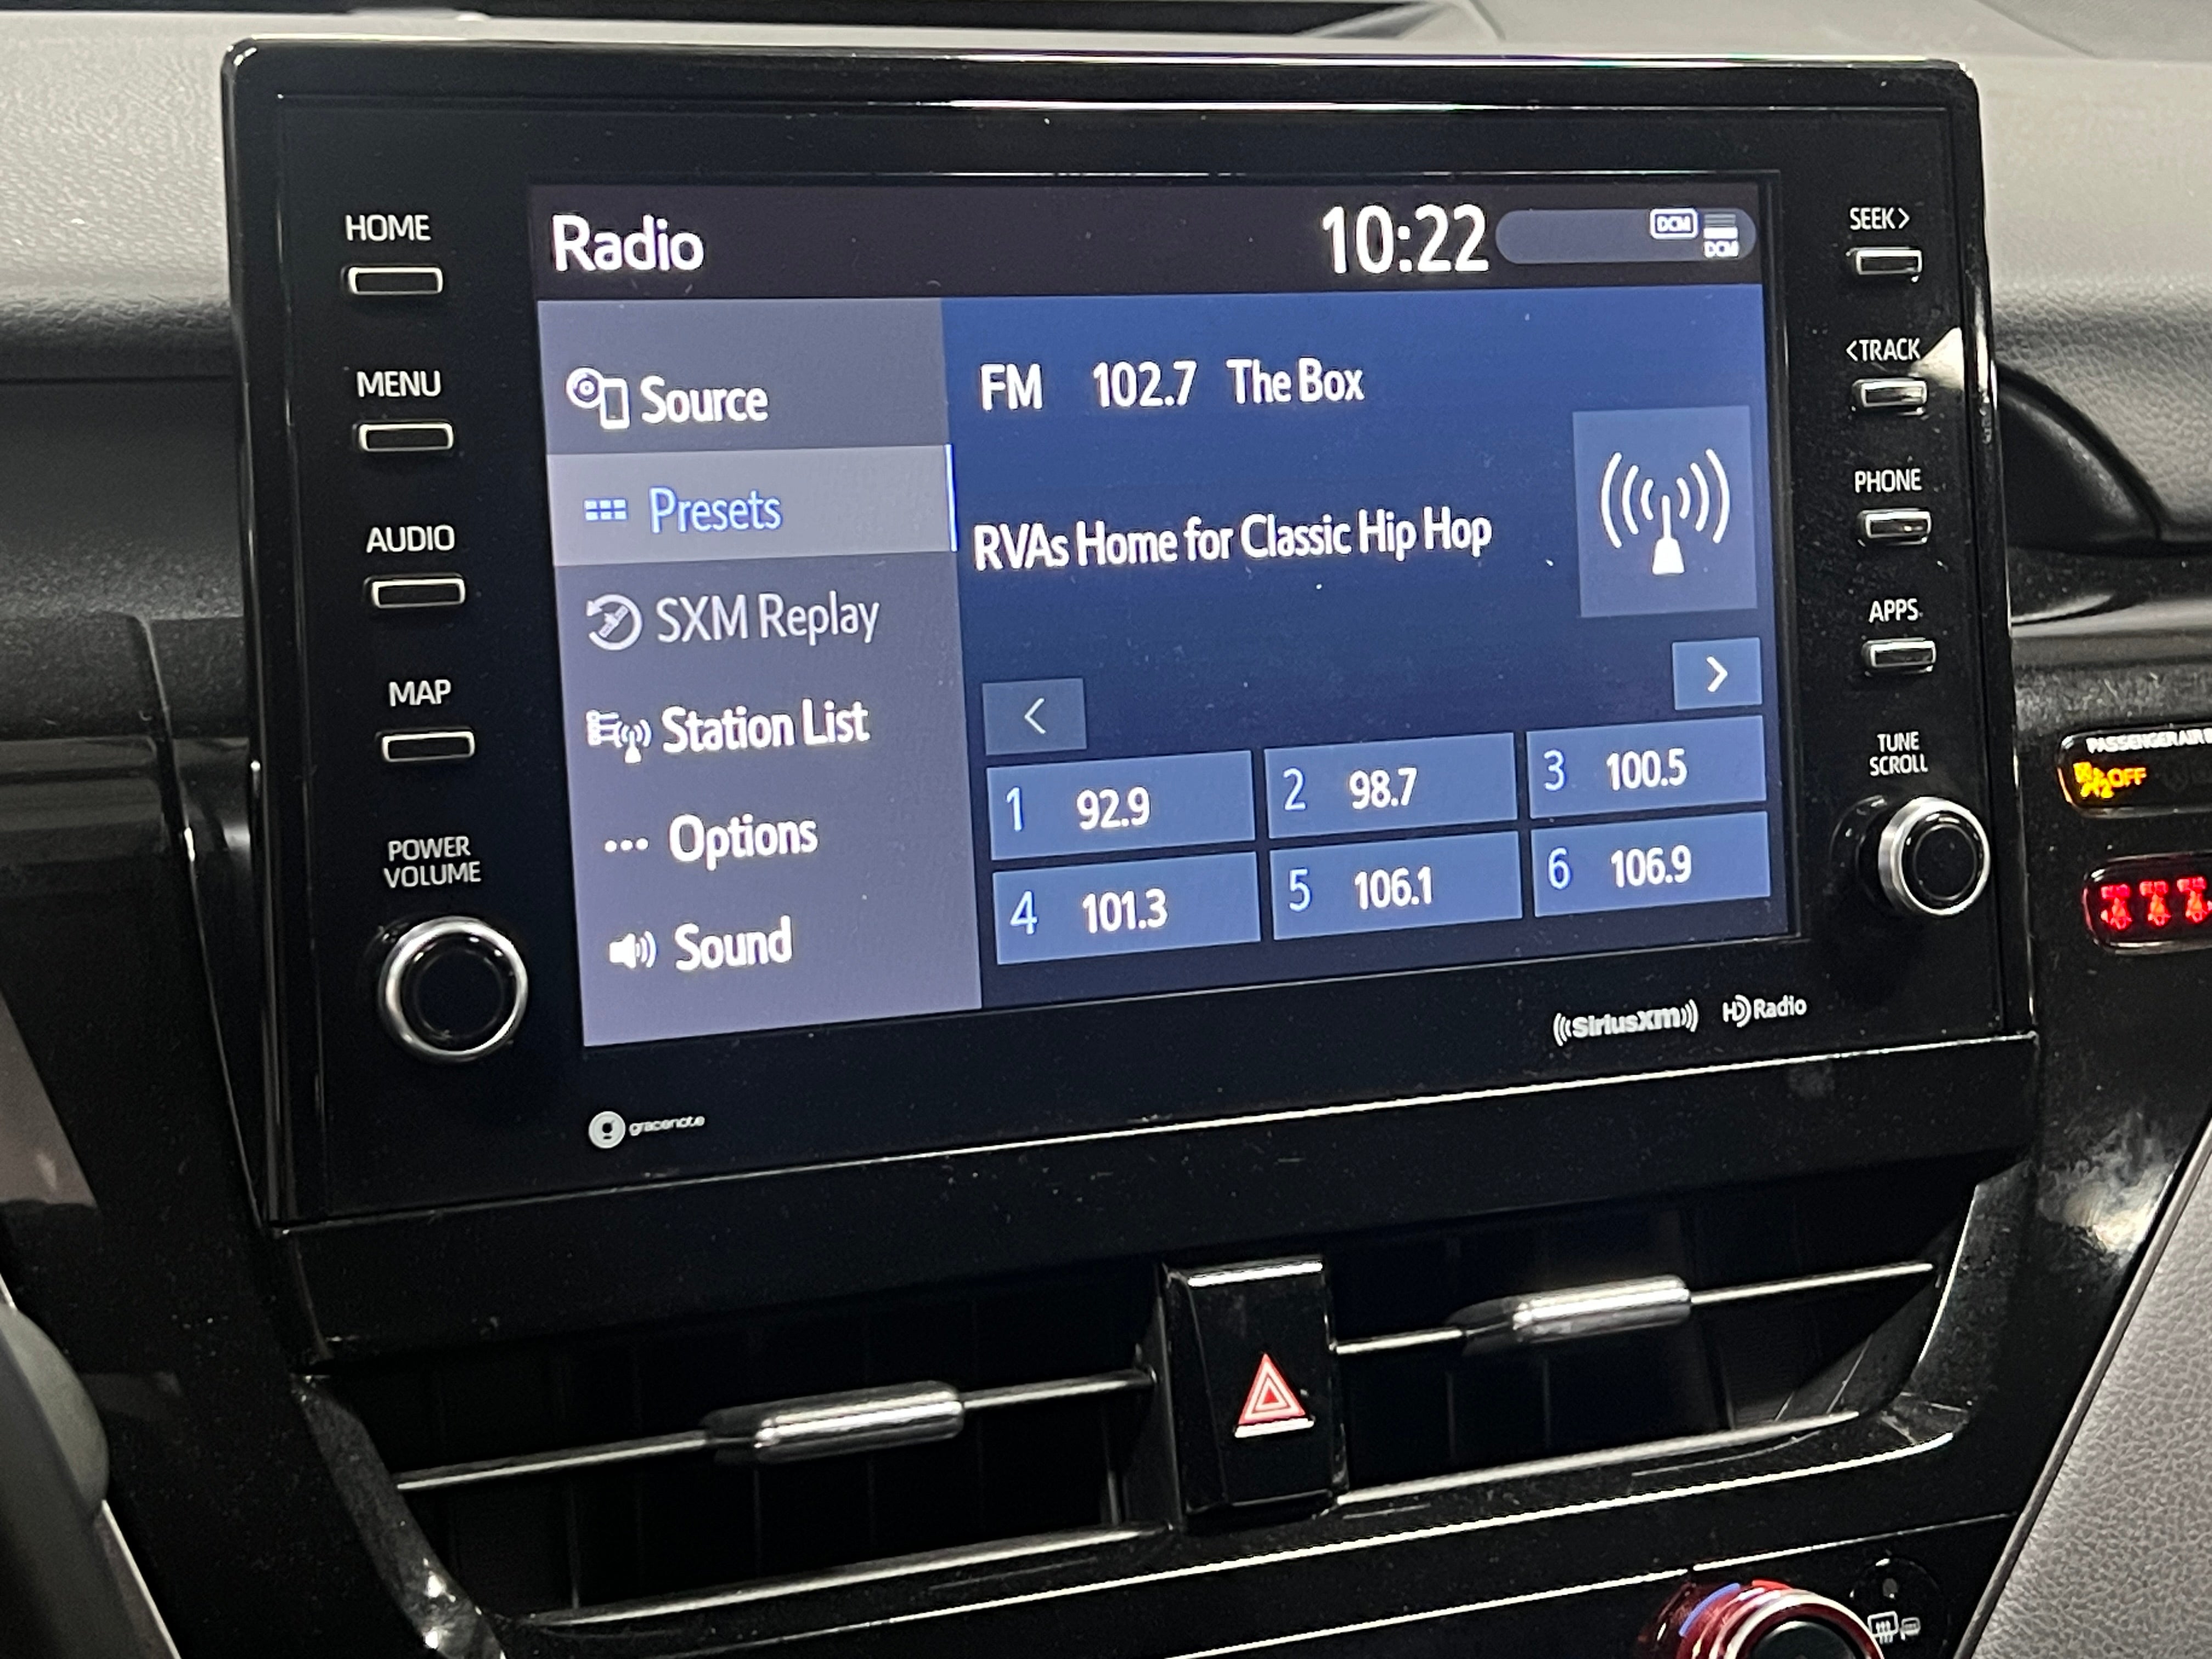 HOME
MENU
AUDIO
MAP
POWER
VOLUME
Radio
10:22
DCM
DCM
Source
Presets
SXM Replay
Station List
Options
Sound
FM 102.7 The Box
RVAs Home for Classic Hip Hop
<
>
1 92.9
2 98.7
3 100.5
4 101.3
5 106.1
6 106.9
SEEK>
<TRACK
PHONE
APPS
TUNE
SCROLL
((SiriusXM))
HD Radio
gracenote
OFF